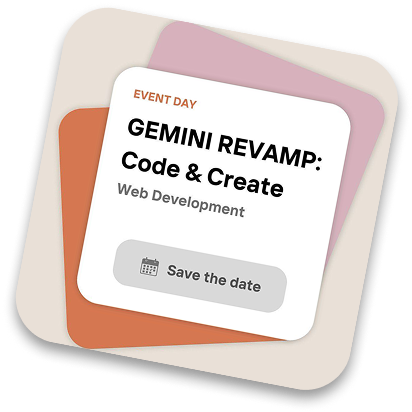 EVENT DAY
GEMINI REVAMP:
Code & Create
Web Development
Save the date